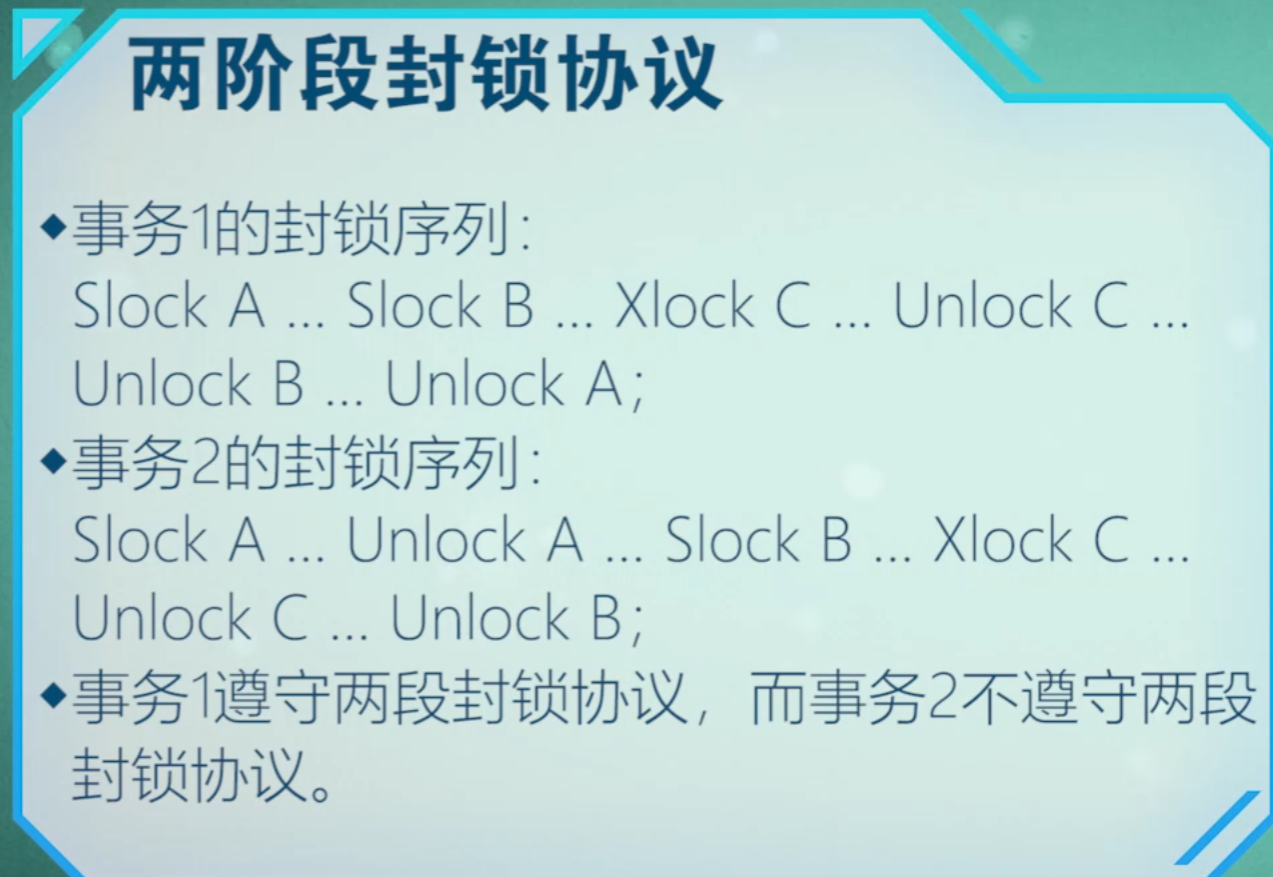 两阶段封锁协议
◆事务1的封锁序列：
Slock A … Slock B … Xlock C … Unlock C …
Unlock B … Unlock A；
◆事务2的封锁序列：
Slock A … Unlock A … Slock B … Xlock C …
Unlock C … Unlock B；
◆事务1遵守两段封锁协议，而事务2不遵守两段
封锁协议。